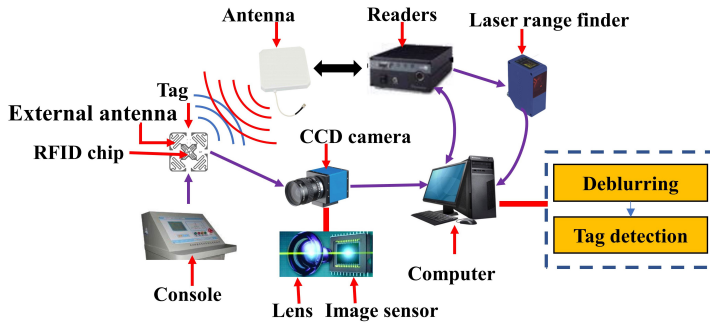 Antenna
Readers
Laser range finder
Tag
External antenna
RFID chip
CCD camera
Deblurring
Tag detection
Computer
Console
Lens
Image sensor